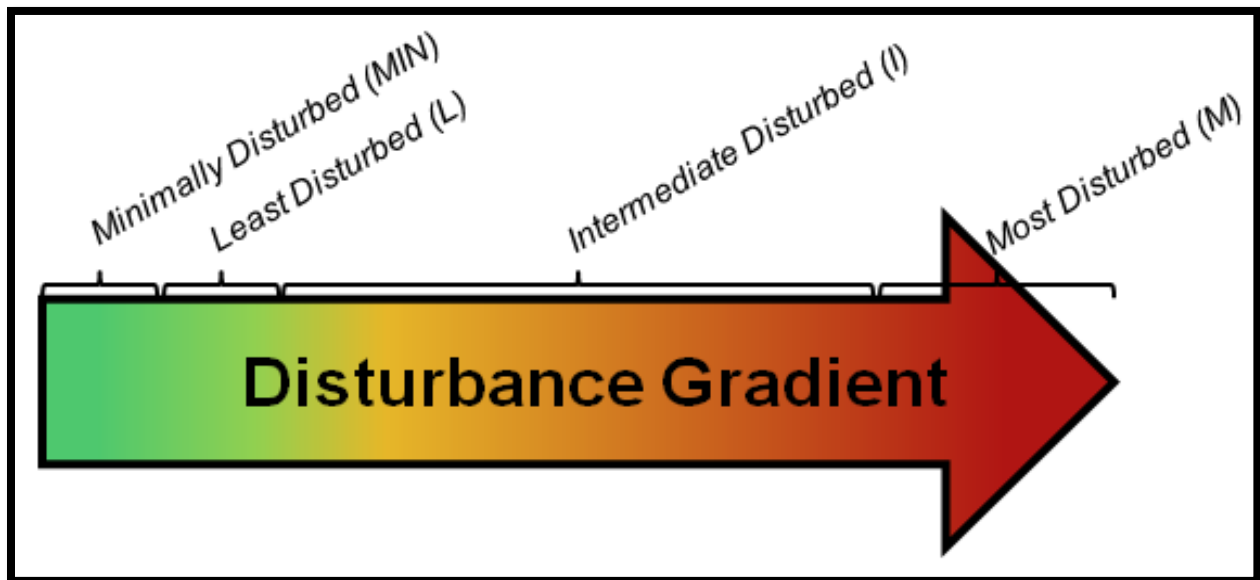 Minimally Disturbed (MIN)
Least Disturbed (L)
Intermediate Disturbed (I)
Most Disturbed (M)
Disturbance Gradient